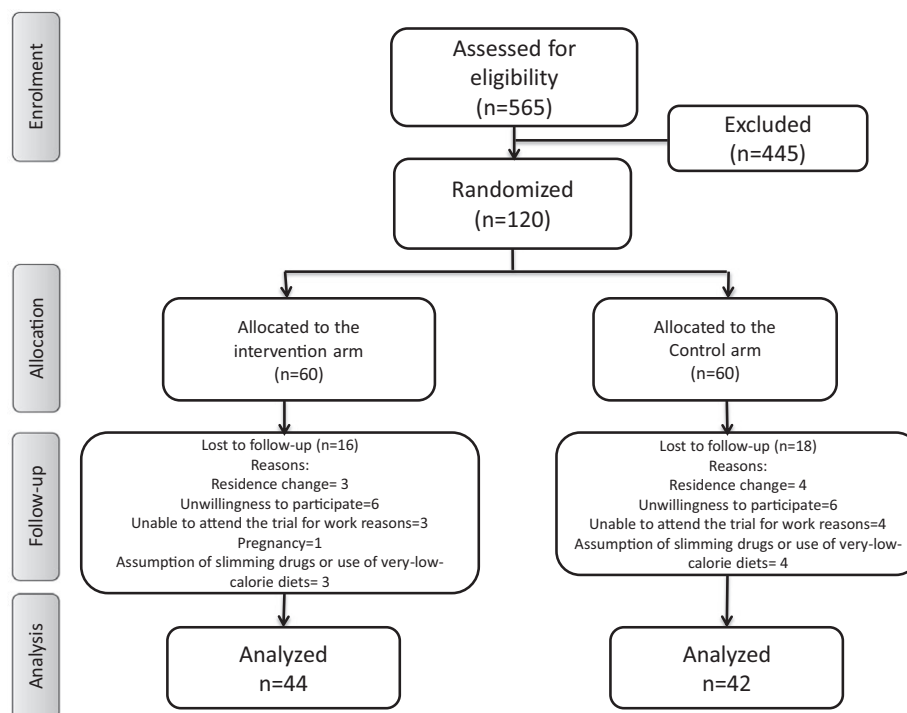 Enrolment
Assessed for
eligibility
(n=565)
Excluded
(n=445)
Randomized
(n=120)
Allocation
Allocated to the
intervention arm
(n=60)
Allocated to the
Control arm
(n=60)
Follow-up
Lost to follow-up (n=16)
Reasons:
Residence change= 3
Unwillingness to participate=6
Unable to attend the trial for work reasons=3
Pregnancy=1
Assumption of slimming drugs or use of very-low-
calorie diets= 3
Lost to follow-up (n=18)
Reasons:
Residence change= 4
Unwillingness to participate=6
Unable to attend the trial for work reasons=4
Assumption of slimming drugs or use of very-low-
calorie diets= 4
Analysis
Analyzed
n=44
Analyzed
n=42